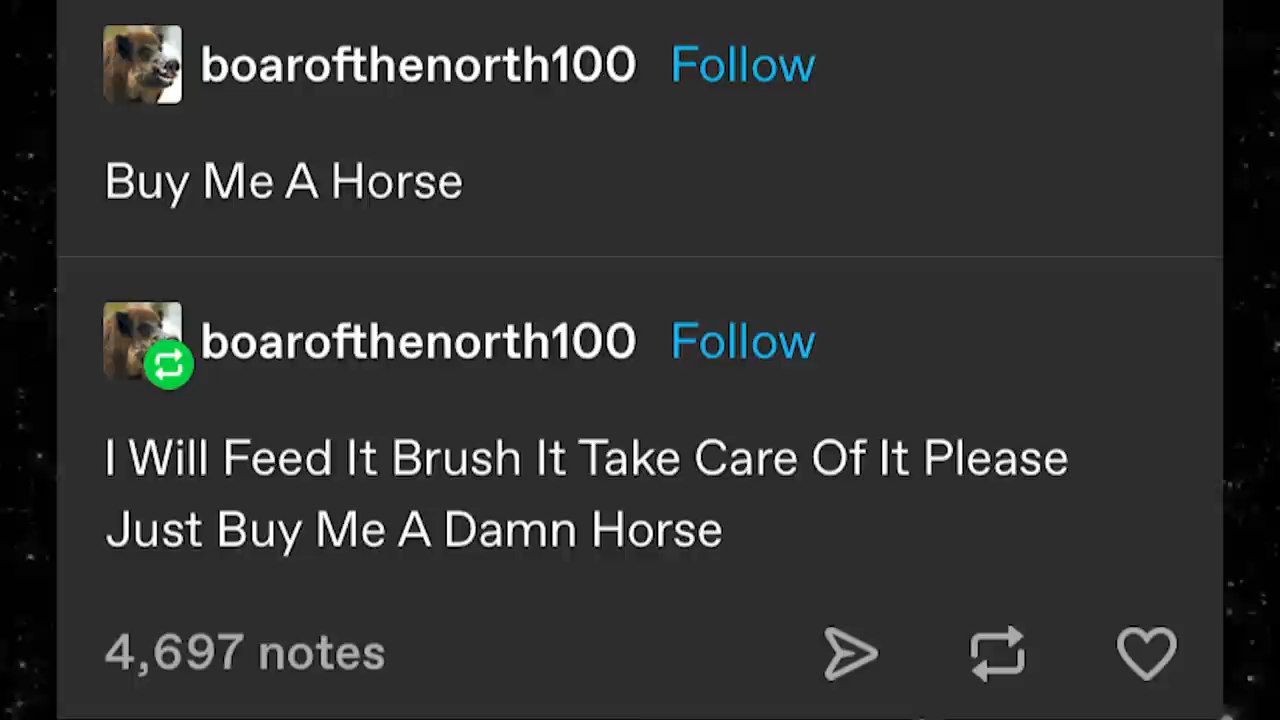 boarofthenorth100 Follow
Buy Me A Horse
boarofthenorth100 Follow
I Will Feed It Brush It Take Care Of It Please
Just Buy Me A Damn Horse
4,697 notes